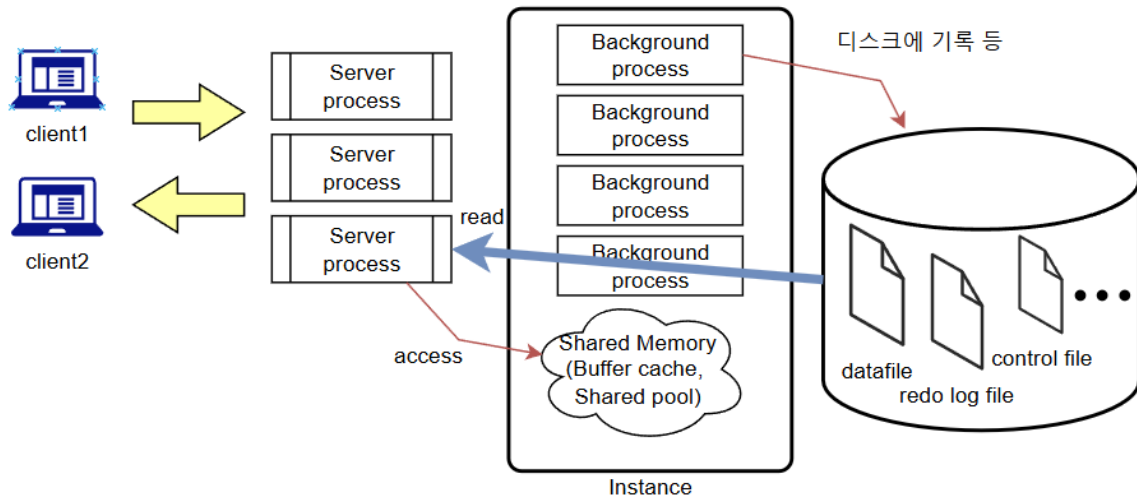 client1
client2
Server
process
Server
process
Server
process
read
access
Background
process
Background
process
Background
process
Background
process
Shared Memory
(Buffer cache,
Shared pool)
Instance
디스크에 기록 등
datafile
redo log file
control file